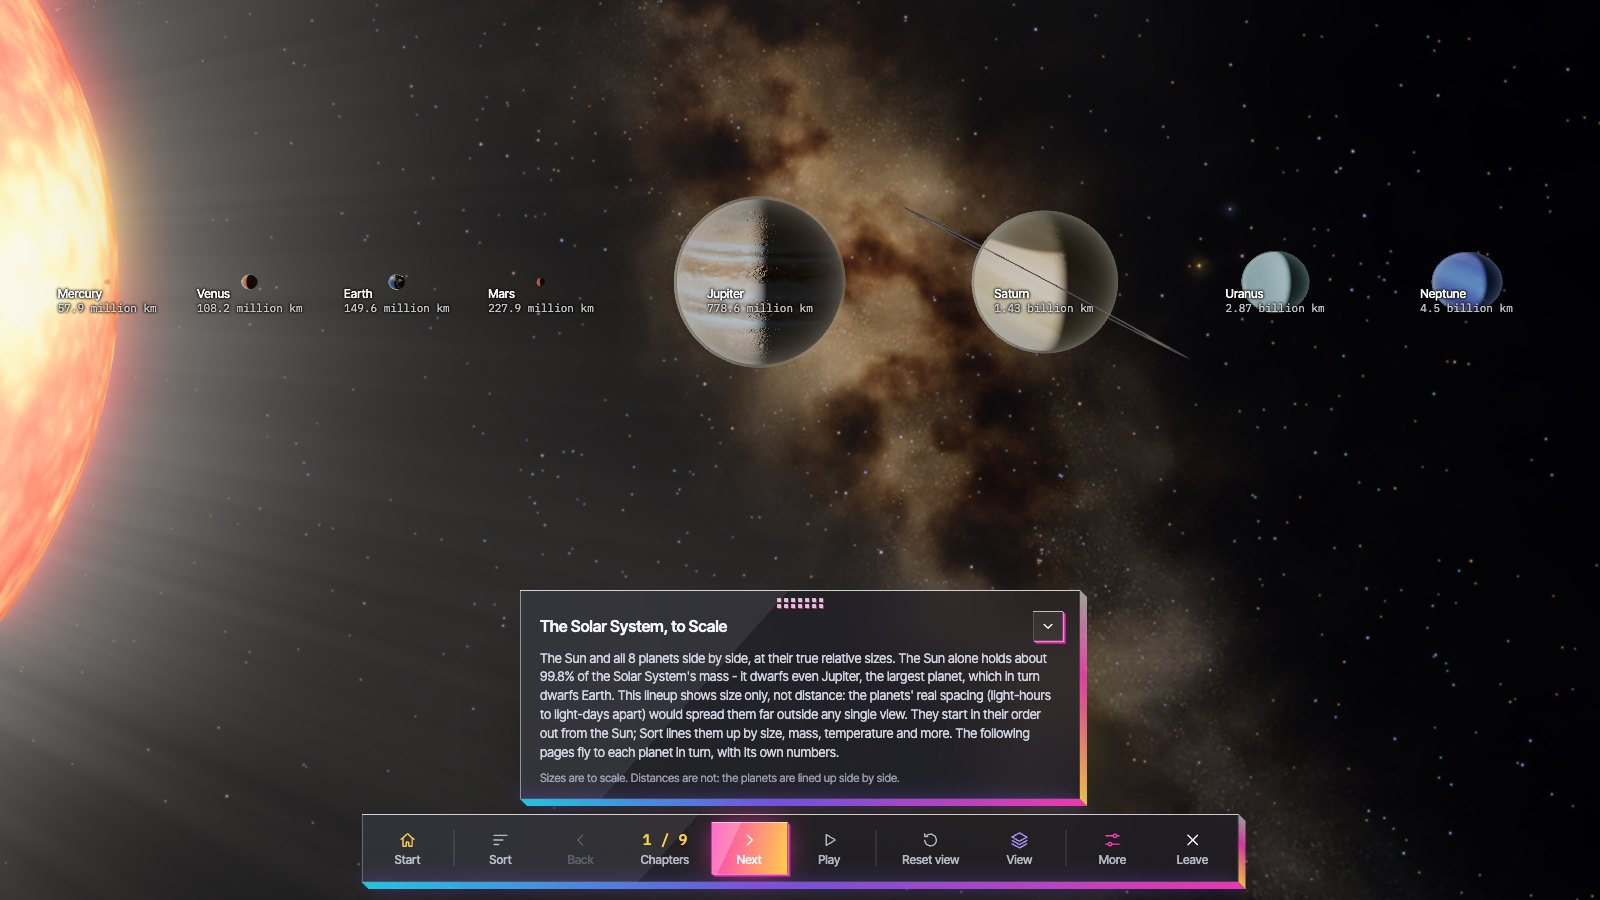 Mercury
57.9 million km
Venus
108.2 million km
Earth
149.6 million km
Mars
227.9 million km
Jupiter
778.6 million km
Saturn
1.43 billion km
Uranus
2.87 billion km
Neptune
4.5 billion km
The Solar System, to Scale
The Sun and all 8 planets side by side, at their true relative sizes. The Sun alone holds about
99.8% of the Solar System's mass - it dwarfs even Jupiter, the largest planet, which in turn
dwarfs Earth. This lineup shows size only, not distance: the planets' real spacing (light-hours
to light-days apart) would spread them far outside any single view. They start in their order
out from the Sun; Sort lines them up by size, mass, temperature and more. The following
pages fly to each planet in turn, with its own numbers.
Sizes are to scale. Distances are not: the planets are lined up side by side.
Start
Sort
Back
1 / 9
Chapters
Next
Play
Reset view
View
More
Leave